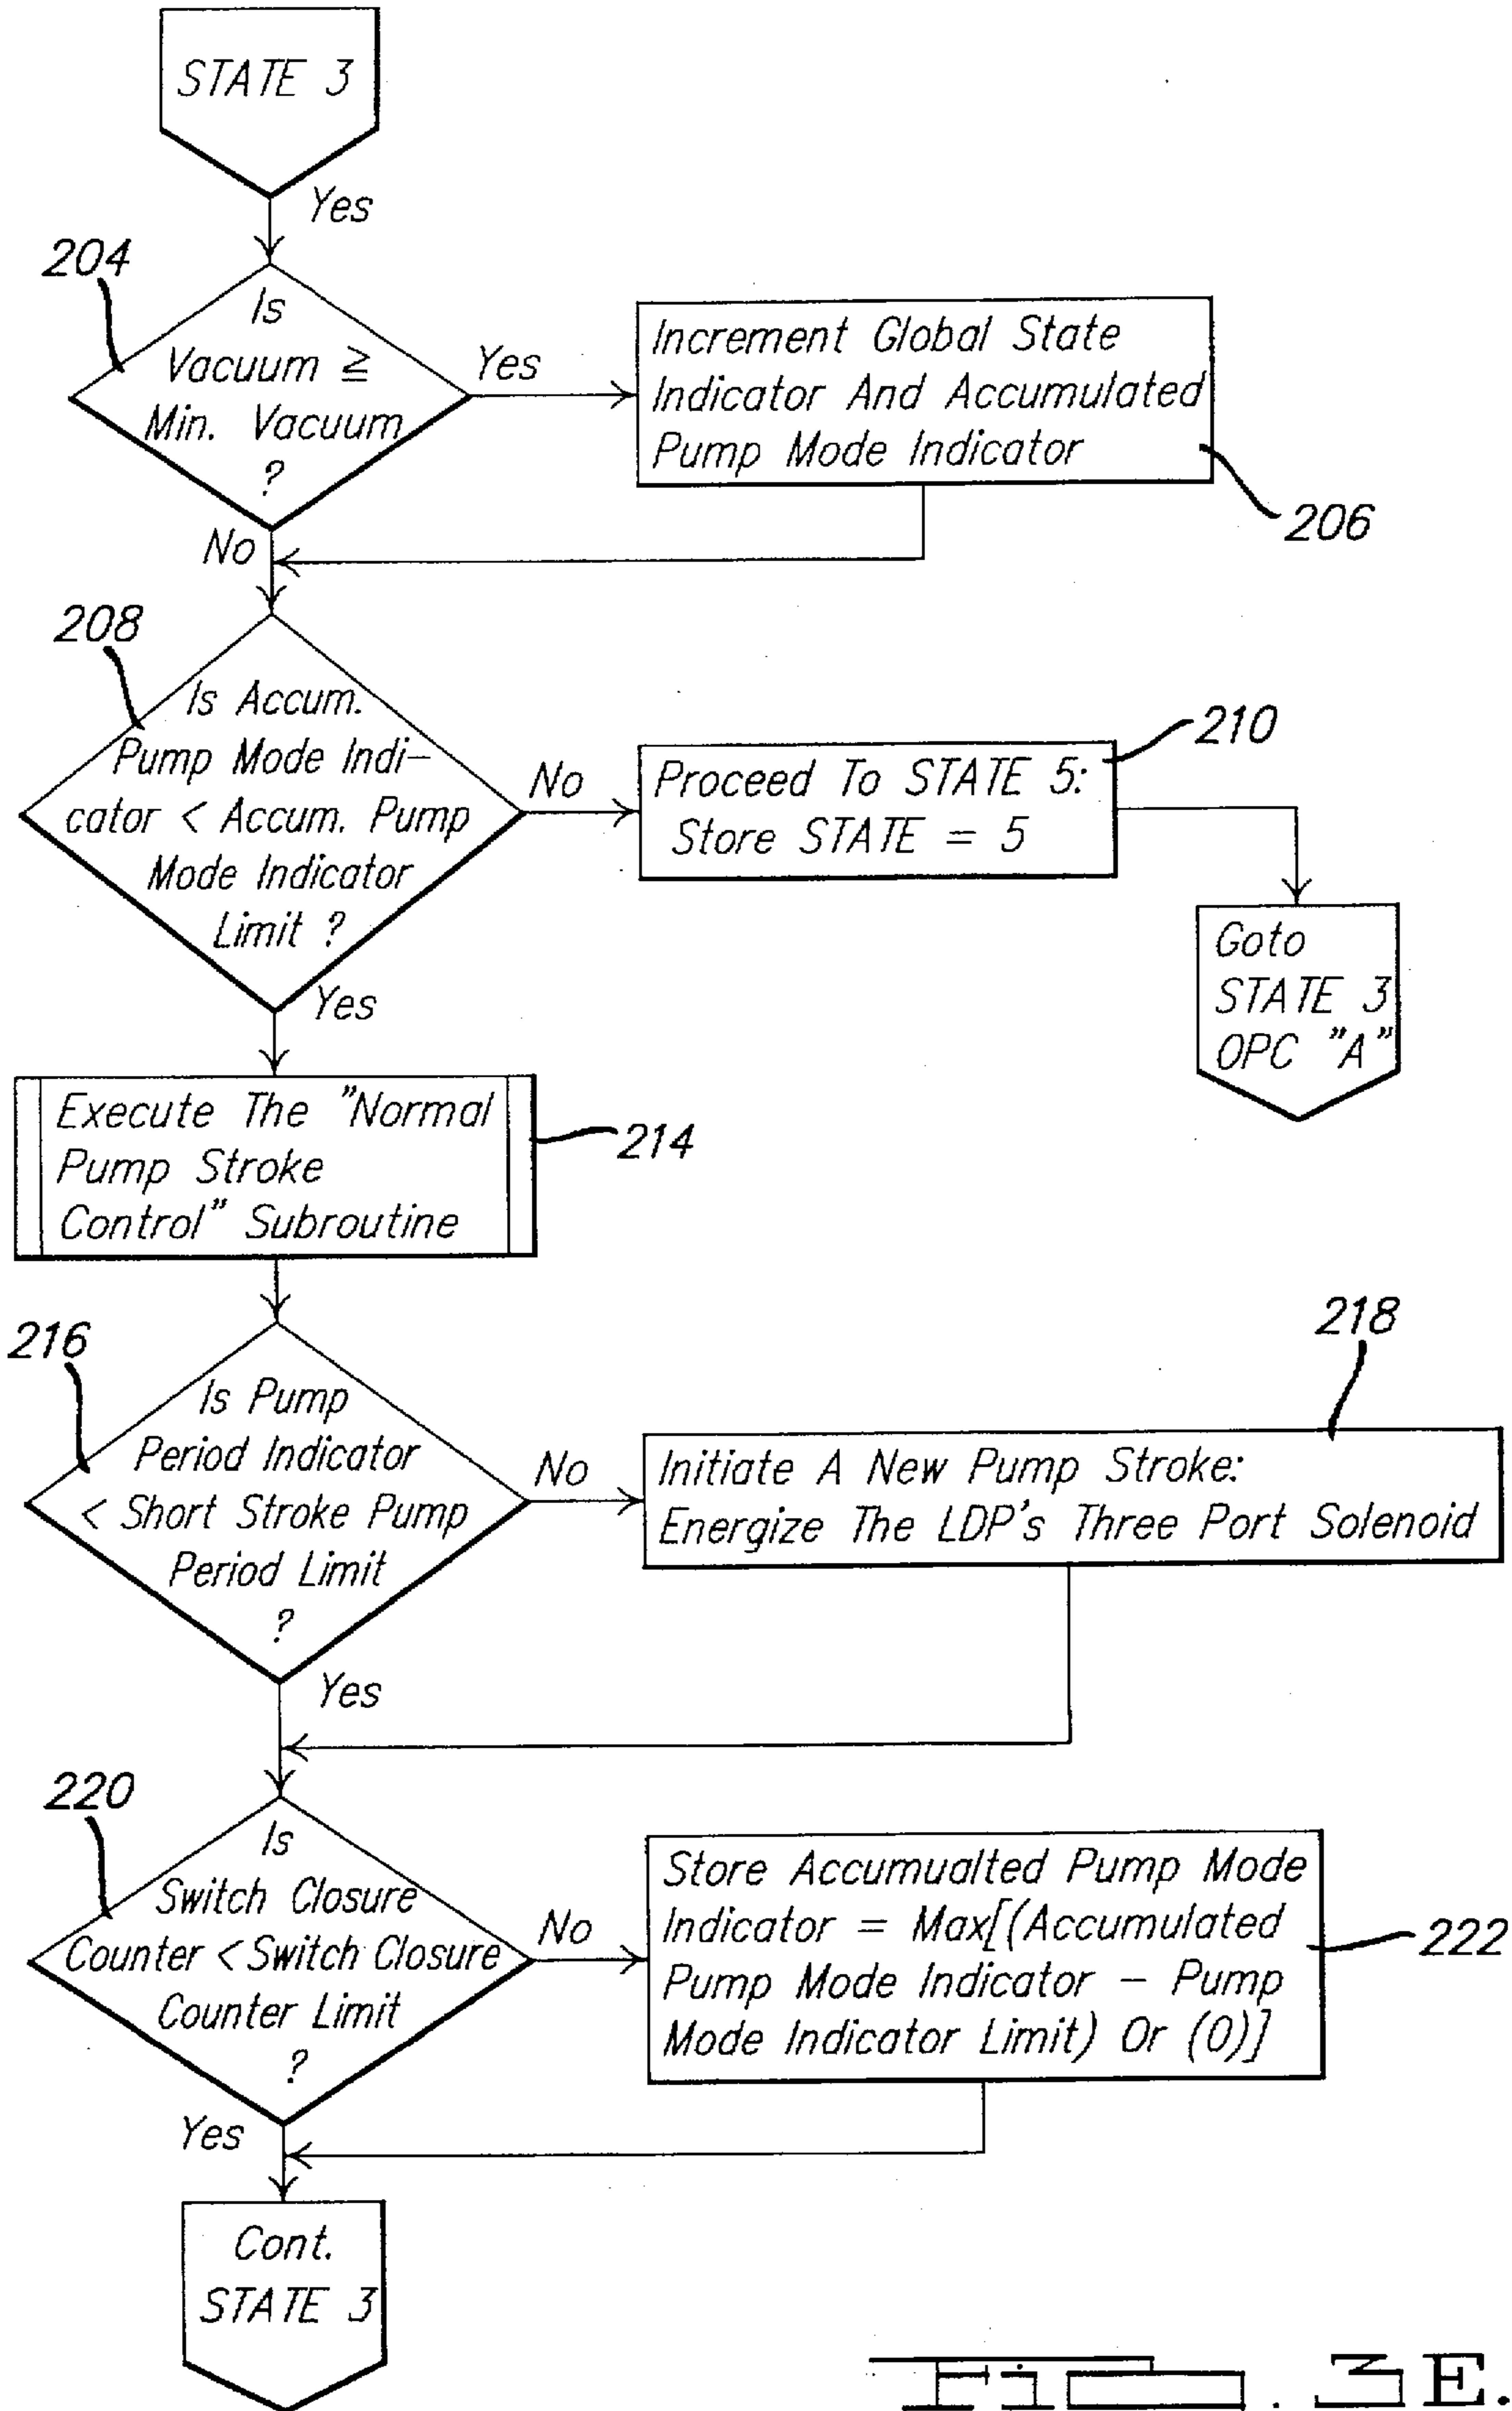 STATE 3
Yes
204
Is
Vacuum ≧
Min. Vacuum
?
Yes
Increment Global State
Indicator And Accumulated
Pump Mode Indicator
206
No
208
Is Accum.
Pump Mode Indi-
cator < Accum. Pump
Mode Indicator
Limit ?
No
Proceed To STATE 5:
Store STATE = 5
210
Goto
STATE 3
OPC "A"
Yes
Execute The "Normal
Pump Stroke
Control" Subroutine
214
216
Is Pump
Period Indicator
< Short Stroke Pump
Period Limit
?
No
218
Initiate A New Pump Stroke:
Energize The LDP's Three Port Solenoid
Yes
220
Is
Switch Closure
Counter < Switch Closure
Counter Limit
?
No
Store Accumualted Pump Mode
Indicator = Max[(Accumulated
Pump Mode Indicator - Pump
Mode Indicator Limit) Or (0)]
222
Yes
Cont.
STATE 3
Fig. 3E.